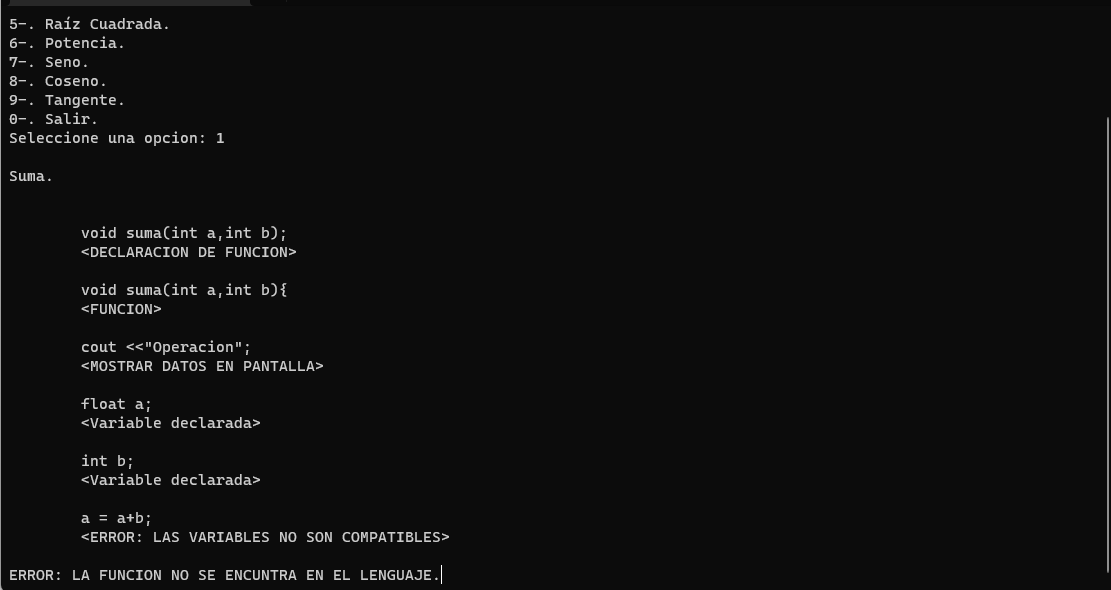 5-. Raíz Cuadrada.
6-. Potencia.
7-. Seno.
8-. Coseno.
9-. Tangente.
0-. Salir.
Seleccione una opcion: 1
Suma.
void suma(int a,int b);
<DECLARACION DE FUNCION>
void suma(int a,int b){
<FUNCION>
cout <<"Operacion";
<MOSTRAR DATOS EN PANTALLA>
float a;
<Variable declarada>
int b;
<Variable declarada>
a = a+b;
<ERROR: LAS VARIABLES NO SON COMPATIBLES>
ERROR: LA FUNCION NO SE ENCUNTRA EN EL LENGUAJE.